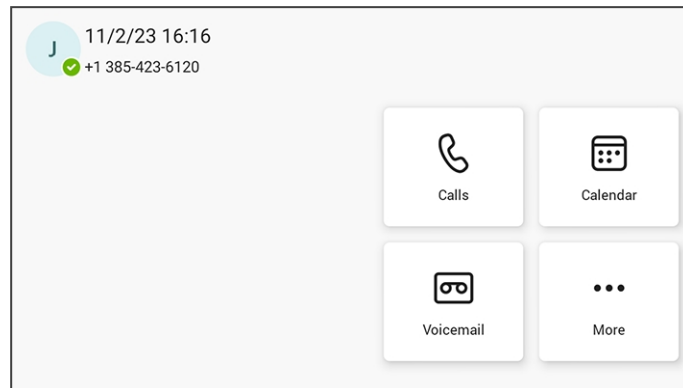 J
11/2/23 16:16
+1 385-423-6120
Calls
Calendar
Voicemail
More